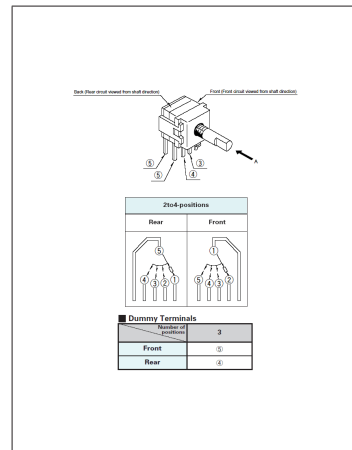 Back (Rear circuit viewed from shaft direction) Front (Front circuit viewed from shaft direction)
A
③
⑤ ④
⑤
2to4-positions
Rear Front
⑤ ①
④ ③ ② ① ⑤ ④ ③ ②
■ Dummy Terminals
Number of positions 3
Front ⑤
Rear ④